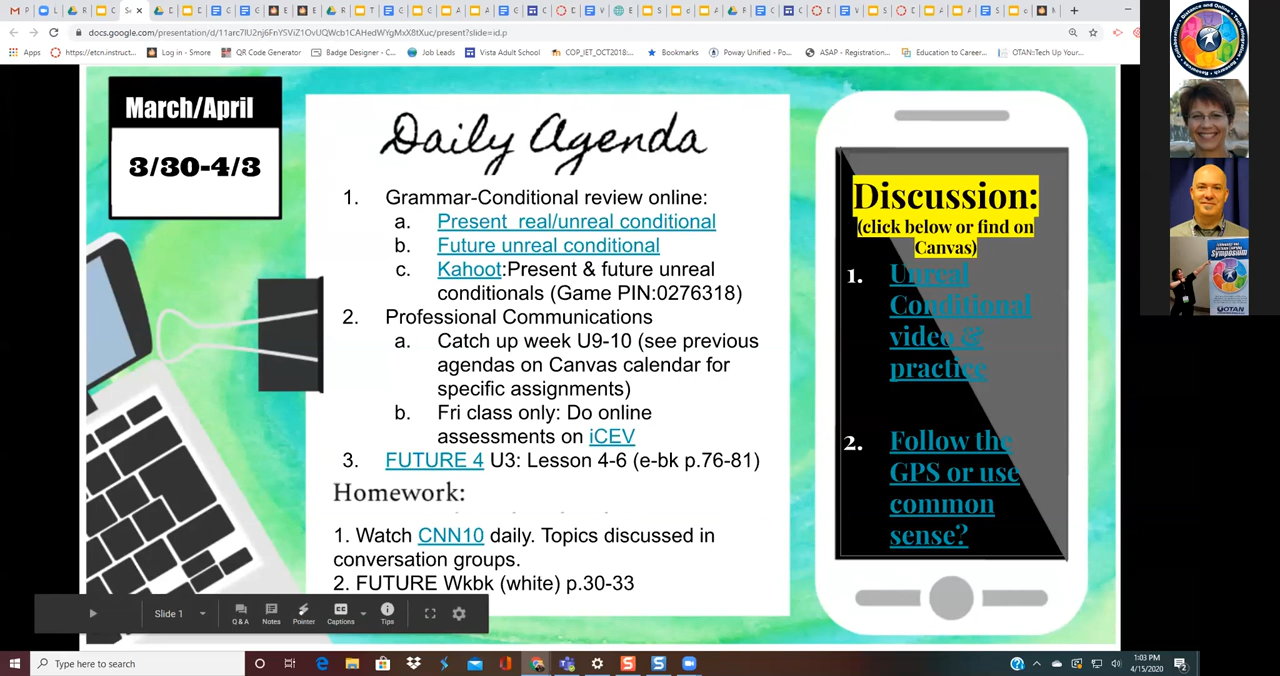 docs.google.com/presentation/d/11arc7IU2nj6FnYSViZ1OvUQWcb1CAHedWYgMxX8tXuc/present?slide=id.p
Apps
https://etcn.instruct...
Log in - Smore
QR Code Generator
Badge Designer - C...
Job Leads
Vista Adult School
COP_IET_OCT2018:...
Bookmarks
Poway Unified - Po...
ASAP - Registration...
Education to Career...
OTAN::Tech Up Your...
March/April
3/30-4/3
Daily Agenda
1. Grammar-Conditional review online:
a. Present real/unreal conditional
b. Future unreal conditional
c. Kahoot:Present & future unreal
conditionals (Game PIN:0276318)
2. Professional Communications
a. Catch up week U9-10 (see previous
agendas on Canvas calendar for
specific assignments)
b. Fri class only: Do online
assessments on iCEV
3. FUTURE 4 U3: Lesson 4-6 (e-bk p.76-81)
Homework:
1. Watch CNN10 daily. Topics discussed in
conversation groups.
2. FUTURE Wkbk (white) p.30-33
Discussion:
(click below or find on
Canvas)
1. Unreal
Conditional
video &
practice
2. Follow the
GPS or use
common
sense?
Slide 1
Q & A
Notes
Pointer
Captions
Tips
Symposium
OTAN
Type here to search
1:03 PM
4/15/2020